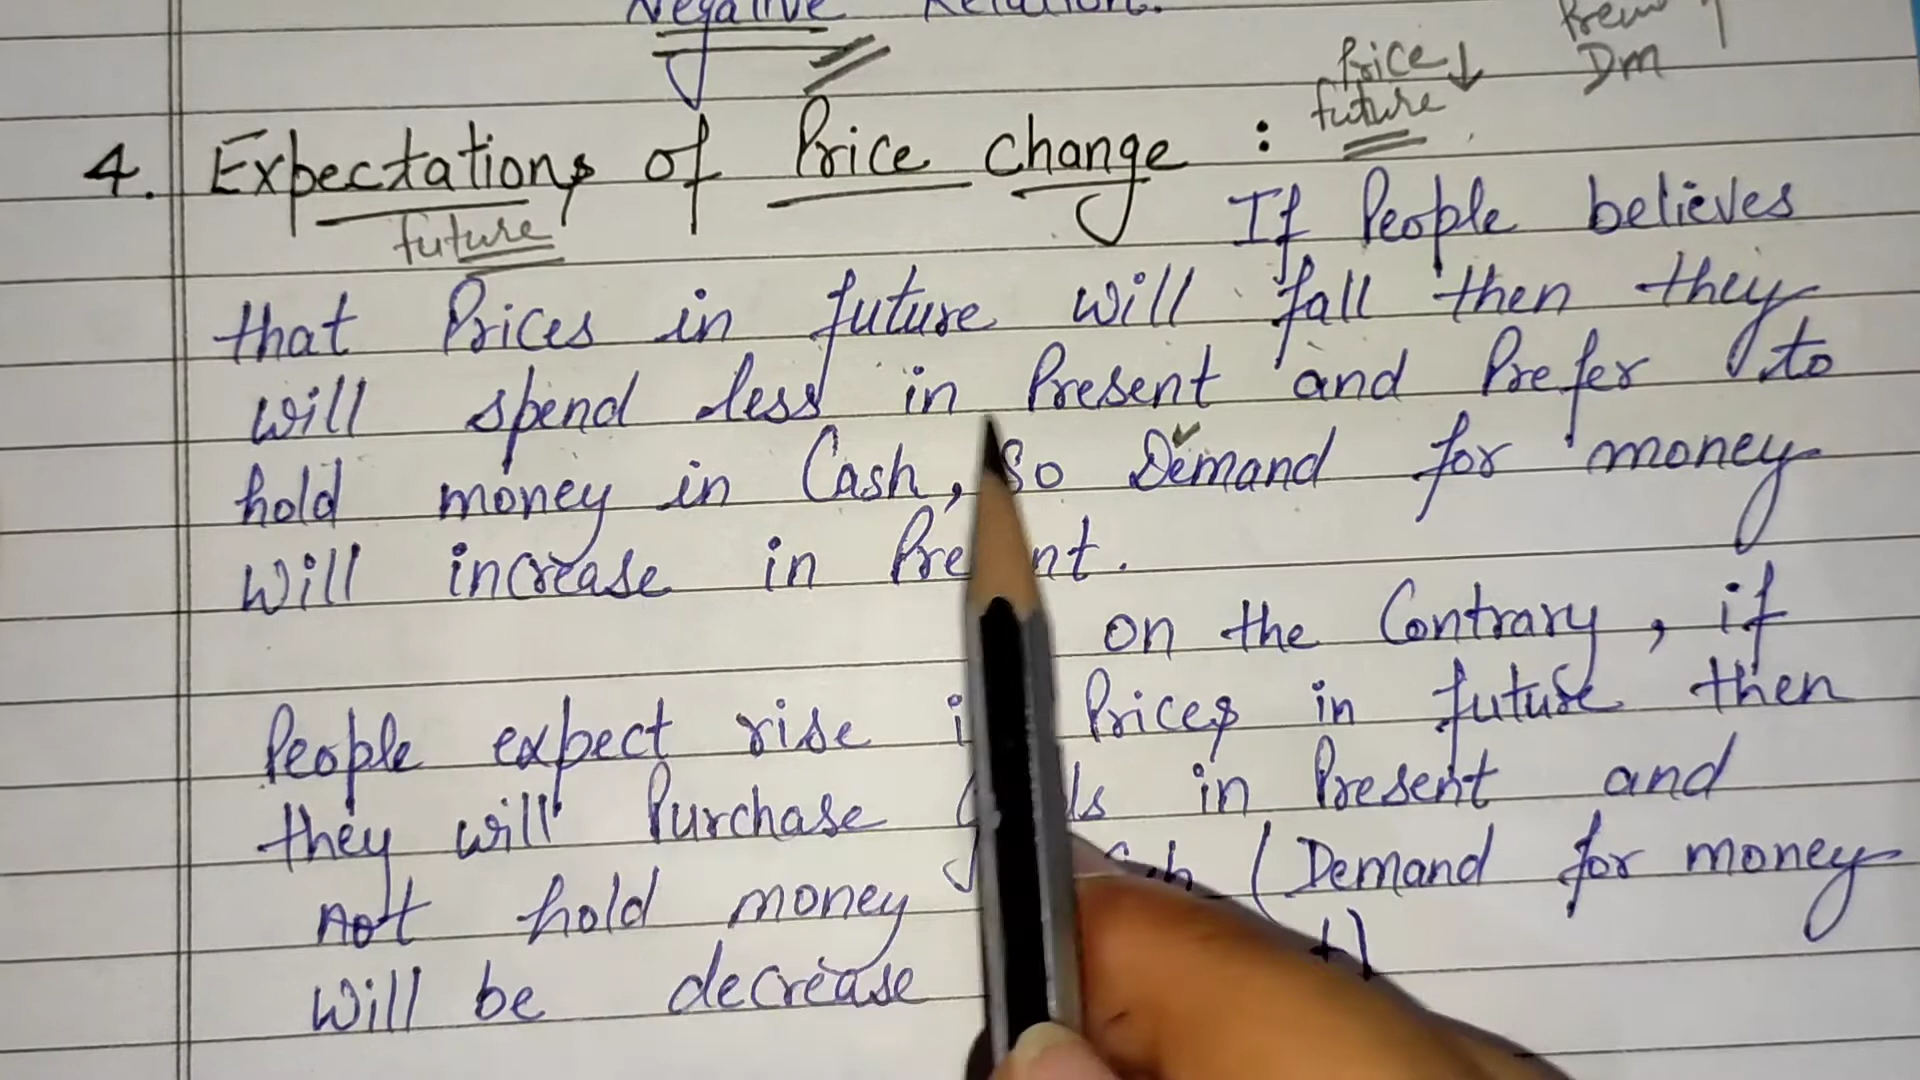 Negative Relation.
Price ↓
future
Dm
4. Expectations of Price change :
future
If People believes
that Prices in future will fall then they
will spend less in Present and Prefer to
hold money in Cash, so Demand for money
will increase in Present.
on the Contrary, if
People expect rise Prices in future then
they will Purchase in Present and
not hold money (Demand for money
will be decrease